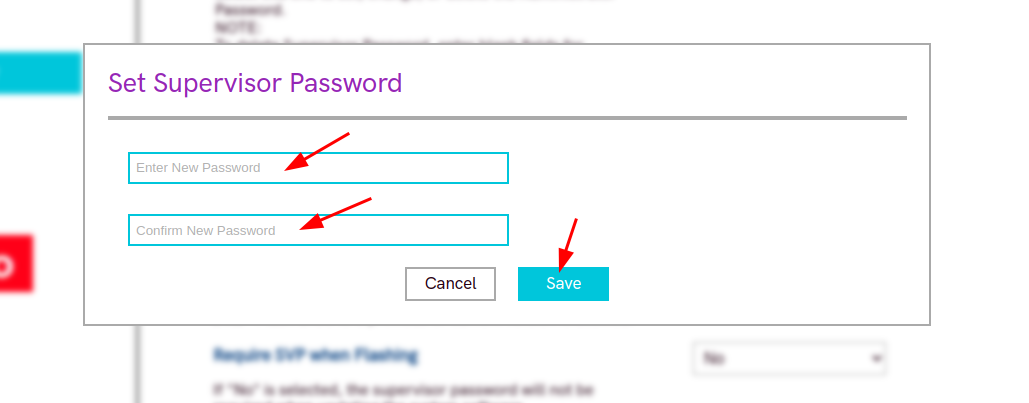 Password.
NOTE:
Set Supervisor Password
Enter New Password
Confirm New Password
Cancel
Save
Require SVP when Flashing
No
If "No" is selected, the supervisor password will not be